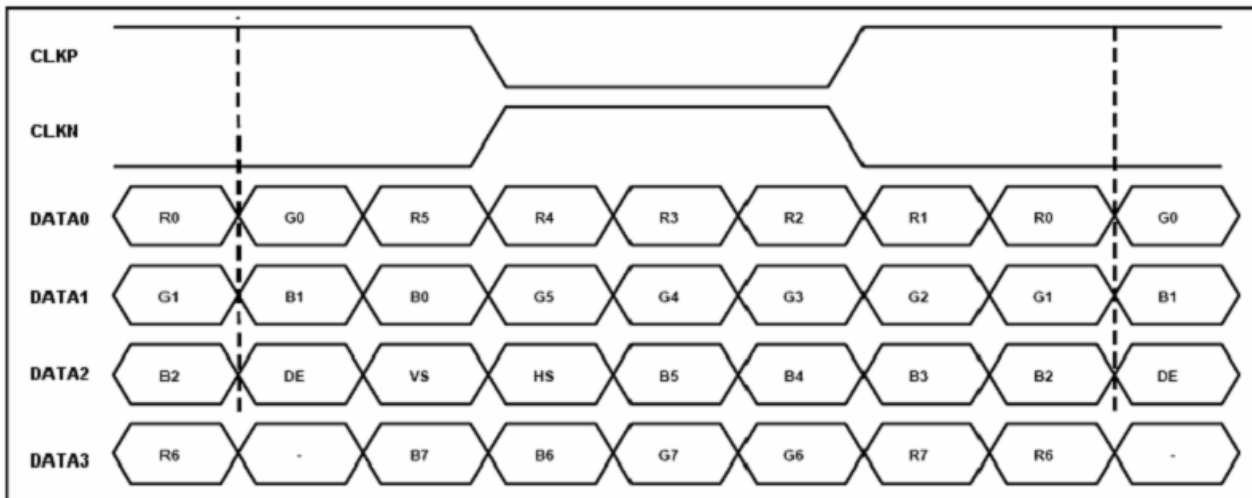 CLKP
CLKN
DATA0 R0 G0 R5 R4 R3 R2 R1 R0 G0
DATA1 G1 B1 B0 G5 G4 G3 G2 G1 B1
DATA2 B2 DE VS HS B5 B4 B3 B2 DE
DATA3 R6 - B7 B6 G7 G6 R7 R6 -